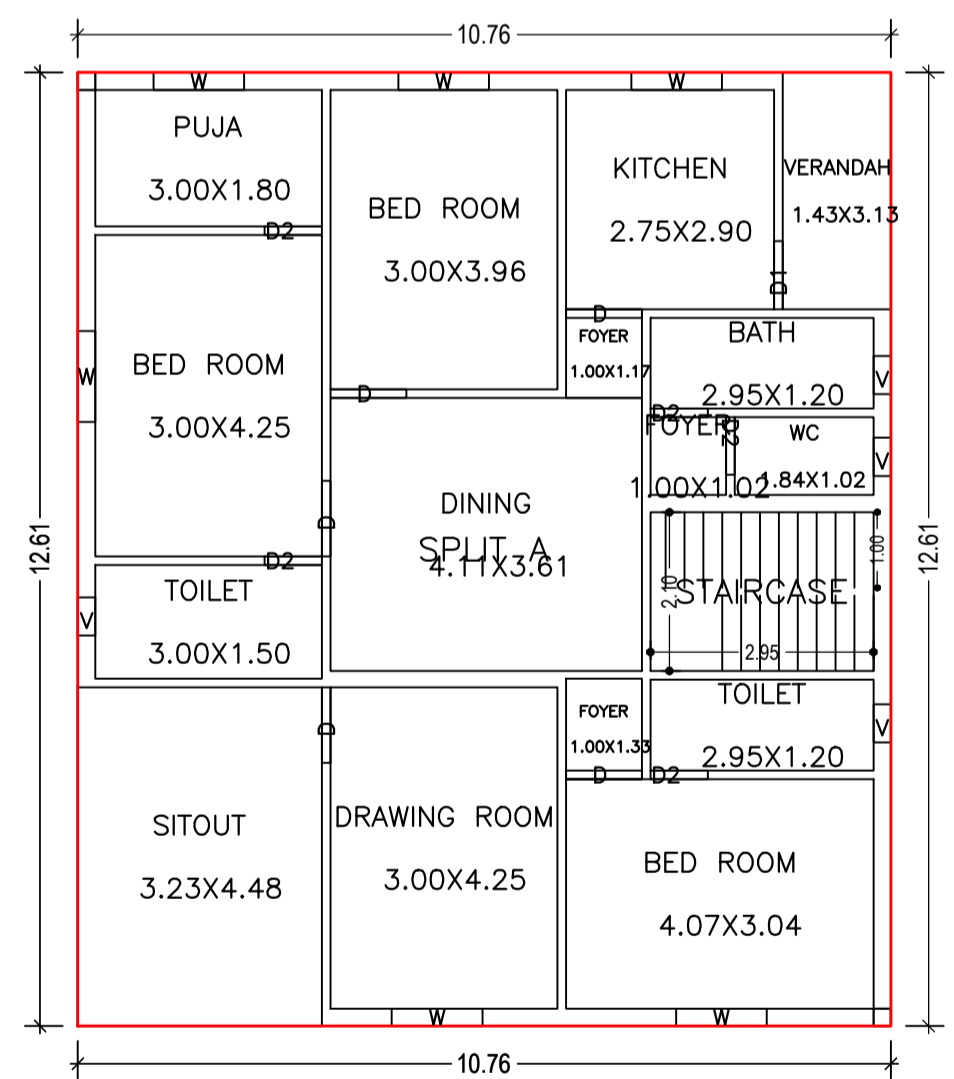 10.76
W
W
W
PUJA
3.00X1.80
D2
BED ROOM
3.00X3.96
KITCHEN
2.75X2.90
VERANDAH
1.43X3.13
D1
D
FOYER
1.00X1.17
BATH
2.95X1.20
V
W
BED ROOM
3.00X4.25
D
D2
FOYER
1.00X1.02
D2
WC
1.84X1.02
V
12.61
12.61
DINING
SPLIT A
4.11X3.61
D
D2
STAIRCASE
2.10
1.00
2.95
TOILET
3.00X1.50
V
FOYER
1.00X1.33
D
TOILET
2.95X1.20
D2
V
D
SITOUT
3.23X4.48
DRAWING ROOM
3.00X4.25
BED ROOM
4.07X3.04
W
W
10.76